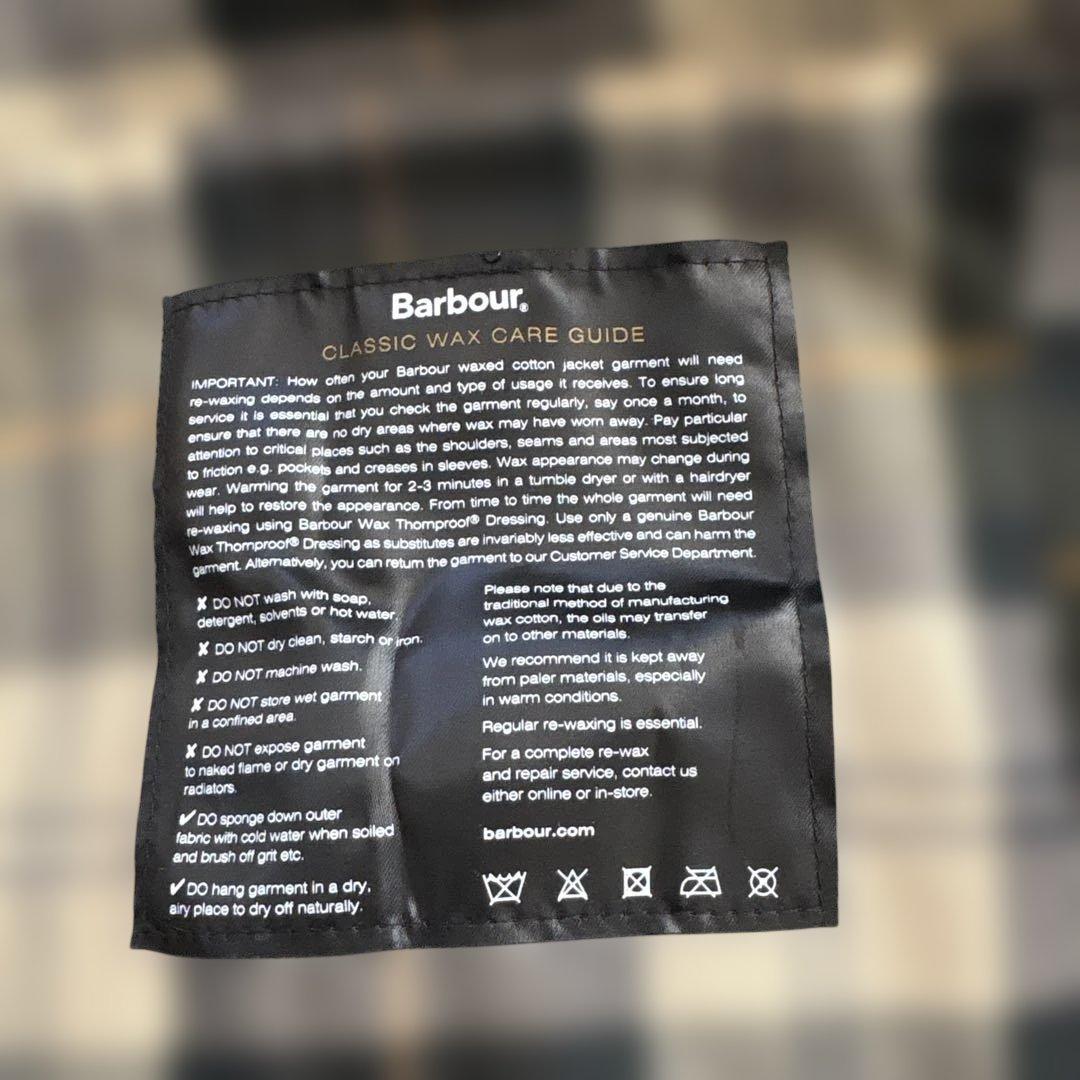 Barbour®
CLASSIC WAX CARE GUIDE
IMPORTANT: How often your Barbour waxed cotton jacket garment will need
re-waxing depends on the amount and type of usage it receives. To ensure long
service it is essential that you check the garment regularly, say once a month, to
ensure that there are no dry areas where wax may have worn away. Pay particular
attention to critical places such as the shoulders, seams and areas most subjected
to friction e.g. pockets and creases in sleeves. Wax appearance may change during
wear. Warming the garment for 2-3 minutes in a tumble dryer or with a hairdryer
will help to restore the appearance. From time to time the whole garment will need
re-waxing using Barbour Wax Thornproof® Dressing. Use only a genuine Barbour
Wax Thornproof® Dressing as substitutes are invariably less effective and can harm the
garment. Alternatively, you can return the garment to our Customer Service Department.
✘ DO NOT wash with soap,
detergent, solvents or hot water.
✘ DO NOT dry clean, starch or iron.
✘ DO NOT machine wash.
✘ DO NOT store wet garment
in a confined area.
✘ DO NOT expose garment
to naked flame or dry garment on
radiators.
✔ DO sponge down outer
fabric with cold water when soiled
and brush off grit etc.
✔ DO hang garment in a dry,
airy place to dry off naturally.
Please note that due to the
traditional method of manufacturing
wax cotton, the oils may transfer
on to other materials.
We recommend it is kept away
from paler materials, especially
in warm conditions.
Regular re-waxing is essential.
For a complete re-wax
and repair service, contact us
either online or in-store.
barbour.com